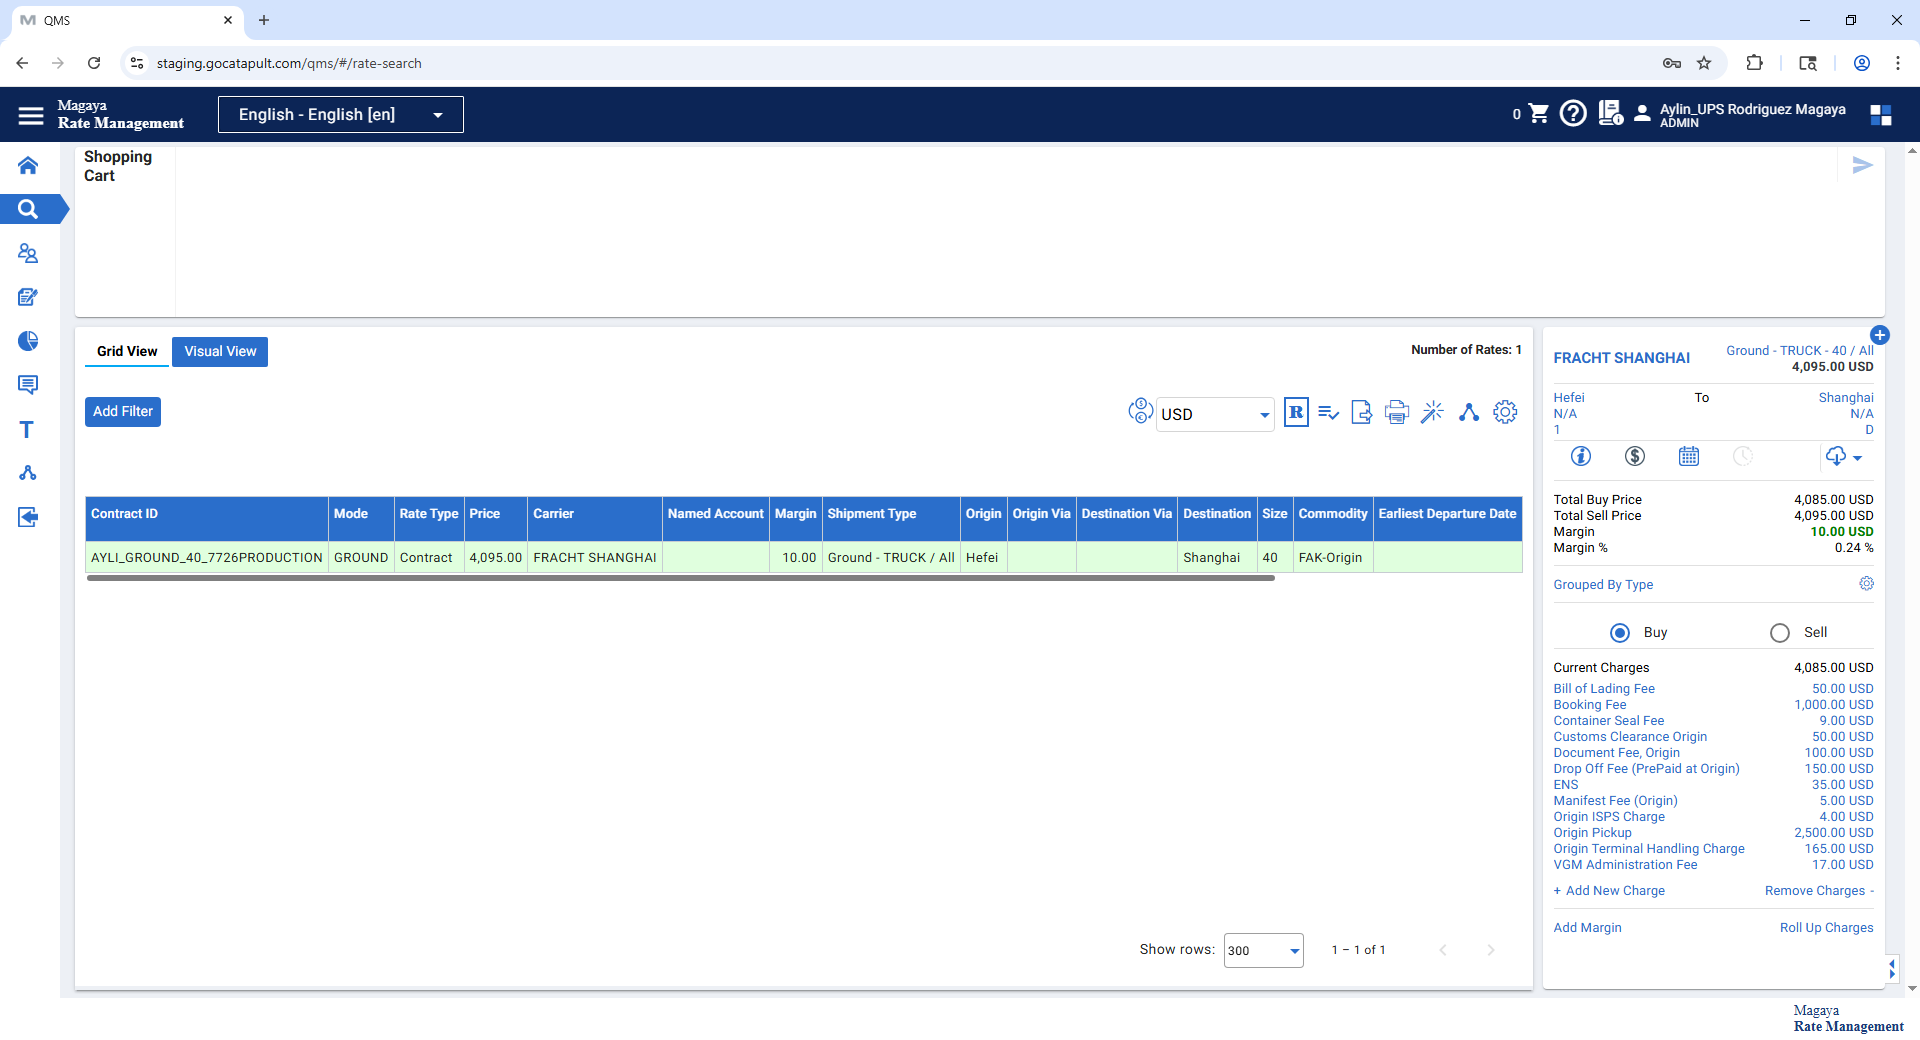 QMS
staging.gocatapult.com/qms/#/rate-search
Magaya
Rate Management
English - English [en]
0
Aylin_UPS Rodriguez Magaya
ADMIN
Shopping
Cart
Grid View
Visual View
Number of Rates: 1
Add Filter
USD
R
Contract ID Mode Rate Type Price Carrier Named Account Margin Shipment Type Origin Origin Via Destination Via Destination Size Commodity Earliest Departure Date
AYLI_GROUND_40_7726PRODUCTION GROUND Contract 4,095.00 FRACHT SHANGHAI 10.00 Ground - TRUCK / All Hefei Shanghai 40 FAK-Origin
Show rows: 300 1 – 1 of 1
FRACHT SHANGHAI
Ground - TRUCK - 40 / All
4,095.00 USD
Hefei To Shanghai
N/A N/A
1 D
Total Buy Price 4,085.00 USD
Total Sell Price 4,095.00 USD
Margin 10.00 USD
Margin % 0.24 %
Grouped By Type
Buy Sell
Current Charges 4,085.00 USD
Bill of Lading Fee 50.00 USD
Booking Fee 1,000.00 USD
Container Seal Fee 9.00 USD
Customs Clearance Origin 50.00 USD
Document Fee, Origin 100.00 USD
Drop Off Fee (PrePaid at Origin) 150.00 USD
ENS 35.00 USD
Manifest Fee (Origin) 5.00 USD
Origin ISPS Charge 4.00 USD
Origin Pickup 2,500.00 USD
Origin Terminal Handling Charge 165.00 USD
VGM Administration Fee 17.00 USD
+ Add New Charge Remove Charges -
Add Margin Roll Up Charges
Magaya
Rate Management